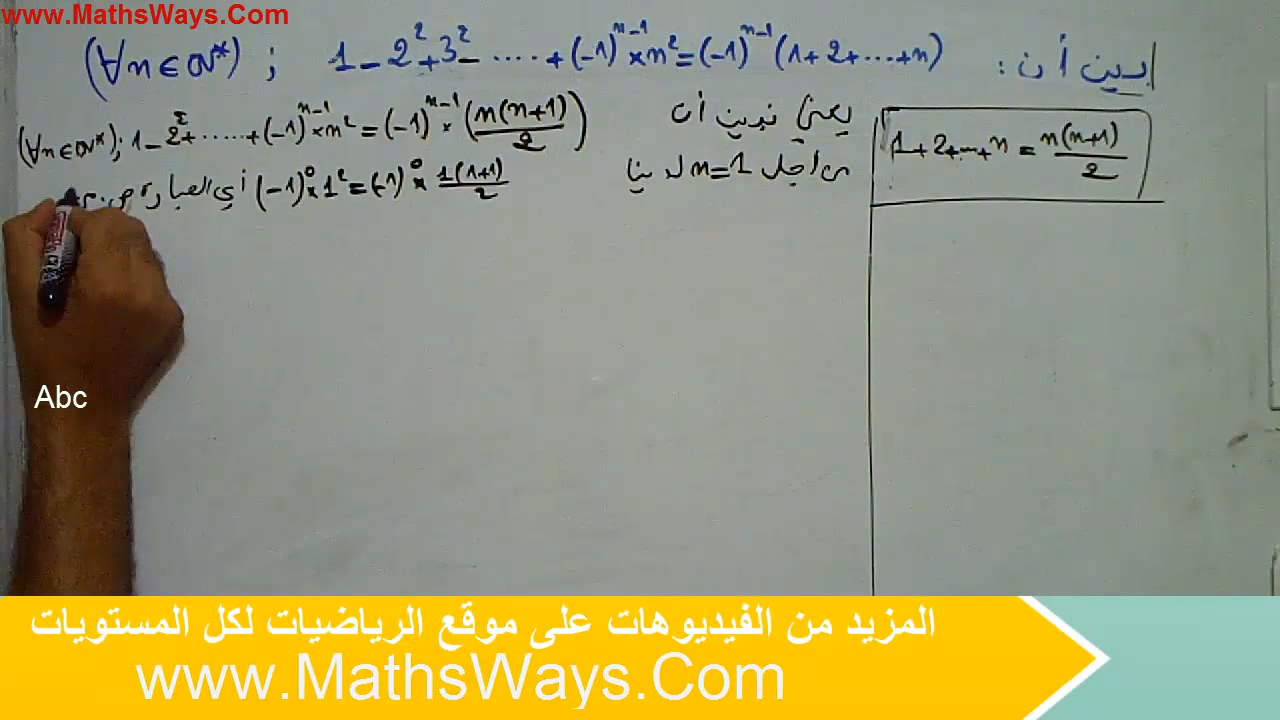 www.MathsWays.Com
بين أن : (∀n∈ℕ*) ; 1-2²+3²-.....+(-1)ⁿ⁻¹×n²=(-1)ⁿ⁻¹(1+2+...+n)
يعني نبين أن (∀n∈ℕ*); 1-2²+......+(-1)ⁿ⁻¹×n²=(-1)ⁿ⁻¹×(n(n+1)/2)
1+2+...+n = n(n+1)/2
من أجل n=1 لدينا (-1)⁰×1²=(-1)⁰×1(1+1)/2 أي العبارة
Abc
المزيد من الفيديوهات على موقع الرياضيات لكل المستويات
www.MathsWays.Com